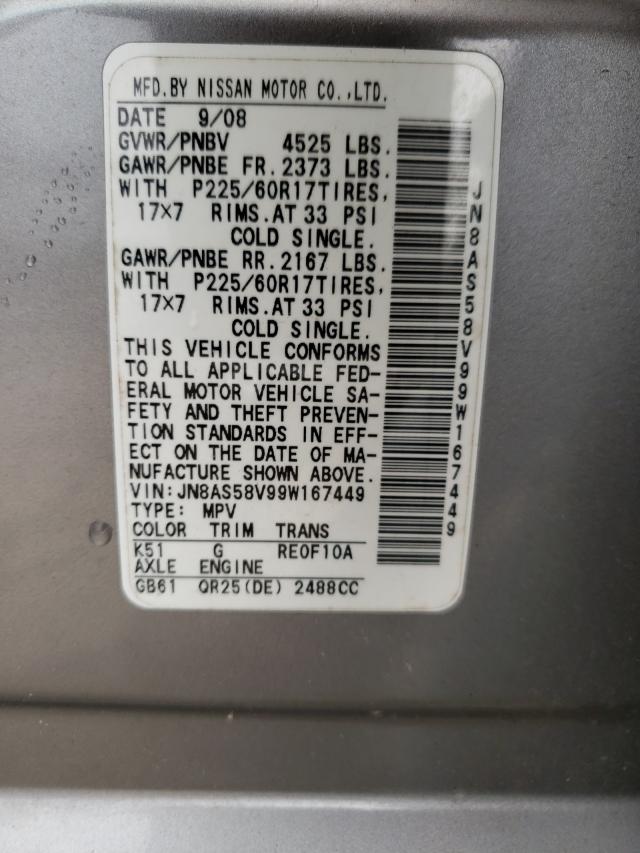 MFD.BY NISSAN MOTOR CO.,LTD.
DATE 9/08
GVWR/PNBV 4525 LBS.
GAWR/PNBE FR.2373 LBS.
WITH P225/60R17TIRES,
17×7 RIMS.AT 33 PSI
COLD SINGLE.
GAWR/PNBE RR.2167 LBS.
WITH P225/60R17TIRES,
17×7 RIMS.AT 33 PSI
COLD SINGLE.
THIS VEHICLE CONFORMS
TO ALL APPLICABLE FED-
ERAL MOTOR VEHICLE SA-
FETY AND THEFT PREVEN-
TION STANDARDS IN EFF-
ECT ON THE DATE OF MA-
NUFACTURE SHOWN ABOVE.
VIN:JN8AS58V99W167449
TYPE: MPV
COLOR TRIM TRANS
K51 G RE0F10A
AXLE ENGINE
GB61 QR25(DE) 2488CC
JN8AS58V99W167449